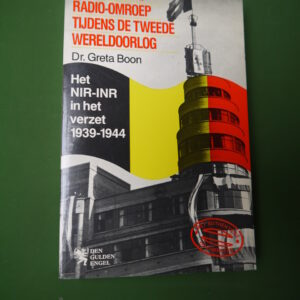 RADIO-OMROEP
TIJDENS DE TWEEDE
WERELDOORLOG
Dr. Greta Boon
Het
NIR-INR
in het
verzet
1939-1944
DEN
GULDEN
ENGEL